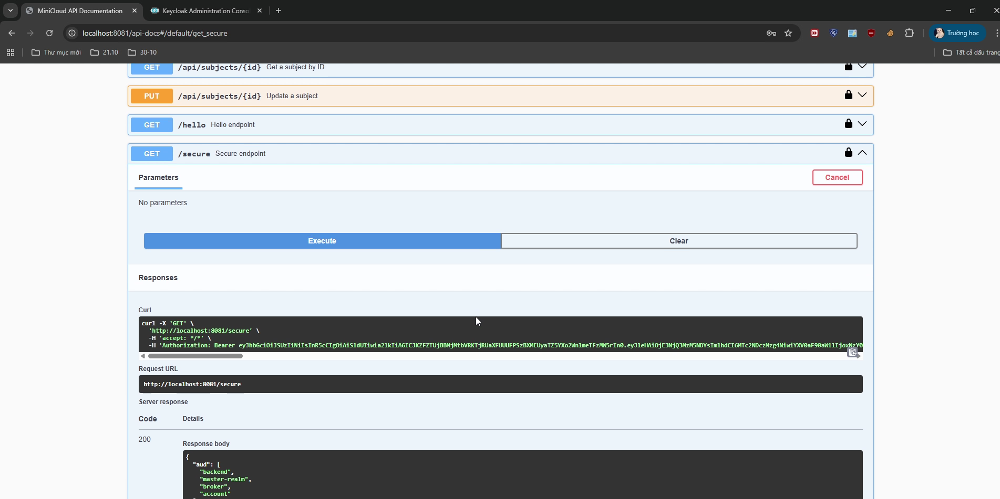 MiniCloud API Documentation
Keycloak Administration Conso
localhost:8081/api-docs#/default/get_secure
Trường học
Thư mục mới
21.10
30-10
Tất cả dấu trang
GET /api/subjects/{id} Get a subject by ID
PUT /api/subjects/{id} Update a subject
GET /hello Hello endpoint
GET /secure Secure endpoint
Parameters
Cancel
No parameters
Execute
Clear
Responses
Curl
curl -X 'GET' \
'http://localhost:8081/secure' \
-H 'accept: */*' \
-H 'Authorization: Bearer
Request URL
http://localhost:8081/secure
Server response
Code Details
200
Response body
{
"aud": [
"backend",
"master-realm",
"broker",
"account"